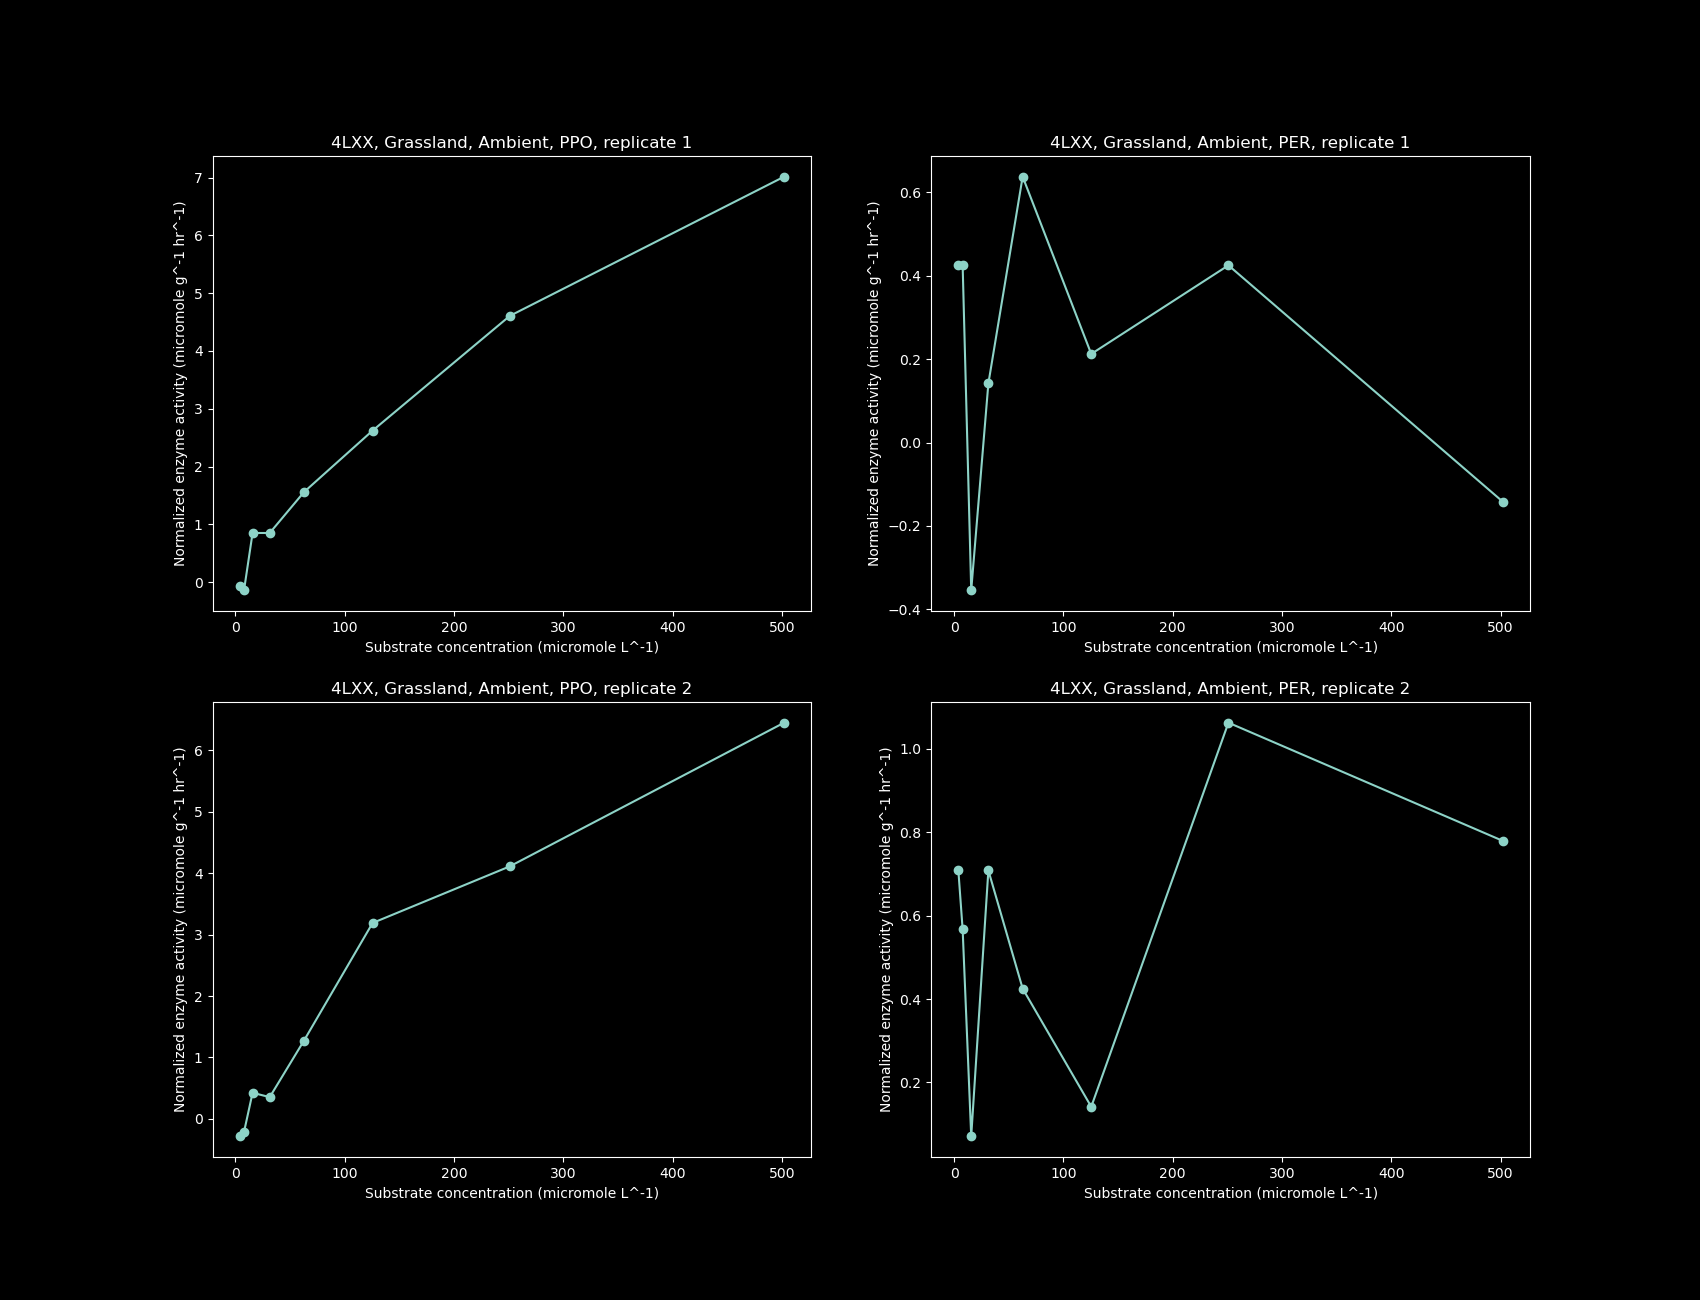 4LXX, Grassland, Ambient, PPO, replicate 1
Normalized enzyme activity (micromole g^-1 hr^-1)
7
6
5
4
3
2
1
0
0 100 200 300 400 500
Substrate concentration (micromole L^-1)
4LXX, Grassland, Ambient, PER, replicate 1
Normalized enzyme activity (micromole g^-1 hr^-1)
0.6
0.4
0.2
0.0
−0.2
−0.4
0 100 200 300 400 500
Substrate concentration (micromole L^-1)
4LXX, Grassland, Ambient, PPO, replicate 2
Normalized enzyme activity (micromole g^-1 hr^-1)
6
5
4
3
2
1
0
0 100 200 300 400 500
Substrate concentration (micromole L^-1)
4LXX, Grassland, Ambient, PER, replicate 2
Normalized enzyme activity (micromole g^-1 hr^-1)
1.0
0.8
0.6
0.4
0.2
0 100 200 300 400 500
Substrate concentration (micromole L^-1)